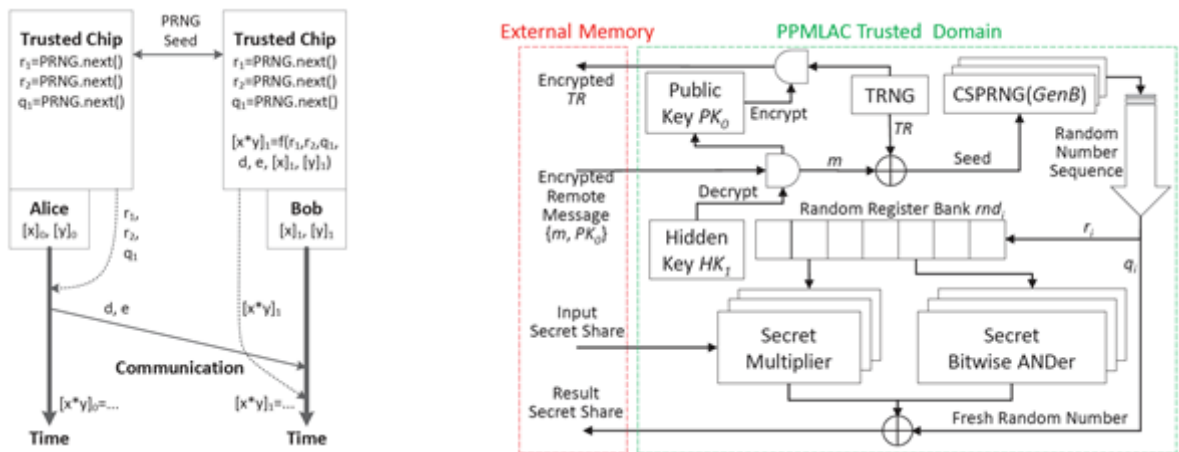 PRNG
Seed
Trusted Chip
r₁=PRNG.next()
r₂=PRNG.next()
q₁=PRNG.next()
Trusted Chip
r₁=PRNG.next()
r₂=PRNG.next()
q₁=PRNG.next()
[x*y]₁=f(r₁,r₂,q₁,
d, e, [x]₁, [y]₁)
Alice
[x]₀, [y]₀
r₁,
r₂,
q₁
Bob
[x]₁, [y]₁
d, e
[x*y]₁
Communication
[x*y]₀=...
[x*y]₁=...
Time
Time
External Memory
PPMLAC Trusted Domain
Encrypted
TR
Public
Key PK₀
Encrypt
TRNG
TR
CSPRNG(GenB)
Random
Number
Sequence
Encrypted
Remote
Message
{m, PK₀}
Decrypt
m
Seed
Hidden
Key HK₁
Random Register Bank rndᵢ
rᵢ
qᵢ
Input
Secret Share
Secret
Multiplier
Secret
Bitwise ANDer
Result
Secret Share
Fresh Random Number